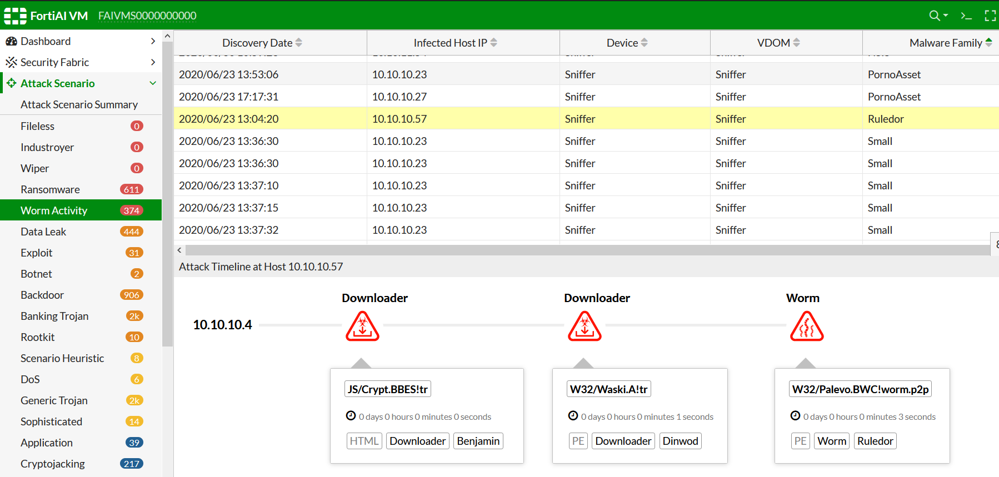 FortiAI VM FAIVMS0000000000
Dashboard
Security Fabric
Attack Scenario
Attack Scenario Summary
Fileless 0
Industroyer 0
Wiper 0
Ransomware 611
Worm Activity 374
Data Leak 444
Exploit 31
Botnet 2
Backdoor 906
Banking Trojan 2k
Rootkit 10
Scenario Heuristic 8
DoS 6
Generic Trojan 2k
Sophisticated 14
Application 39
Cryptojacking 217
Discovery Date Infected Host IP Device VDOM Malware Family
2020/06/23 13:53:06 10.10.10.23 Sniffer Sniffer PornoAsset
2020/06/23 17:17:31 10.10.10.27 Sniffer Sniffer PornoAsset
2020/06/23 13:04:20 10.10.10.57 Sniffer Sniffer Ruledor
2020/06/23 13:36:30 10.10.10.23 Sniffer Sniffer Small
2020/06/23 13:36:30 10.10.10.23 Sniffer Sniffer Small
2020/06/23 13:37:10 10.10.10.23 Sniffer Sniffer Small
2020/06/23 13:37:15 10.10.10.23 Sniffer Sniffer Small
2020/06/23 13:37:32 10.10.10.23 Sniffer Sniffer Small
Attack Timeline at Host 10.10.10.57
10.10.10.4
Downloader
JS/Crypt.BBES!tr
0 days 0 hours 0 minutes 0 seconds
HTML Downloader Benjamin
Downloader
W32/Waski.A!tr
0 days 0 hours 0 minutes 1 seconds
PE Downloader Dinwod
Worm
W32/Palevo.BWC!worm.p2p
0 days 0 hours 0 minutes 3 seconds
PE Worm Ruledor